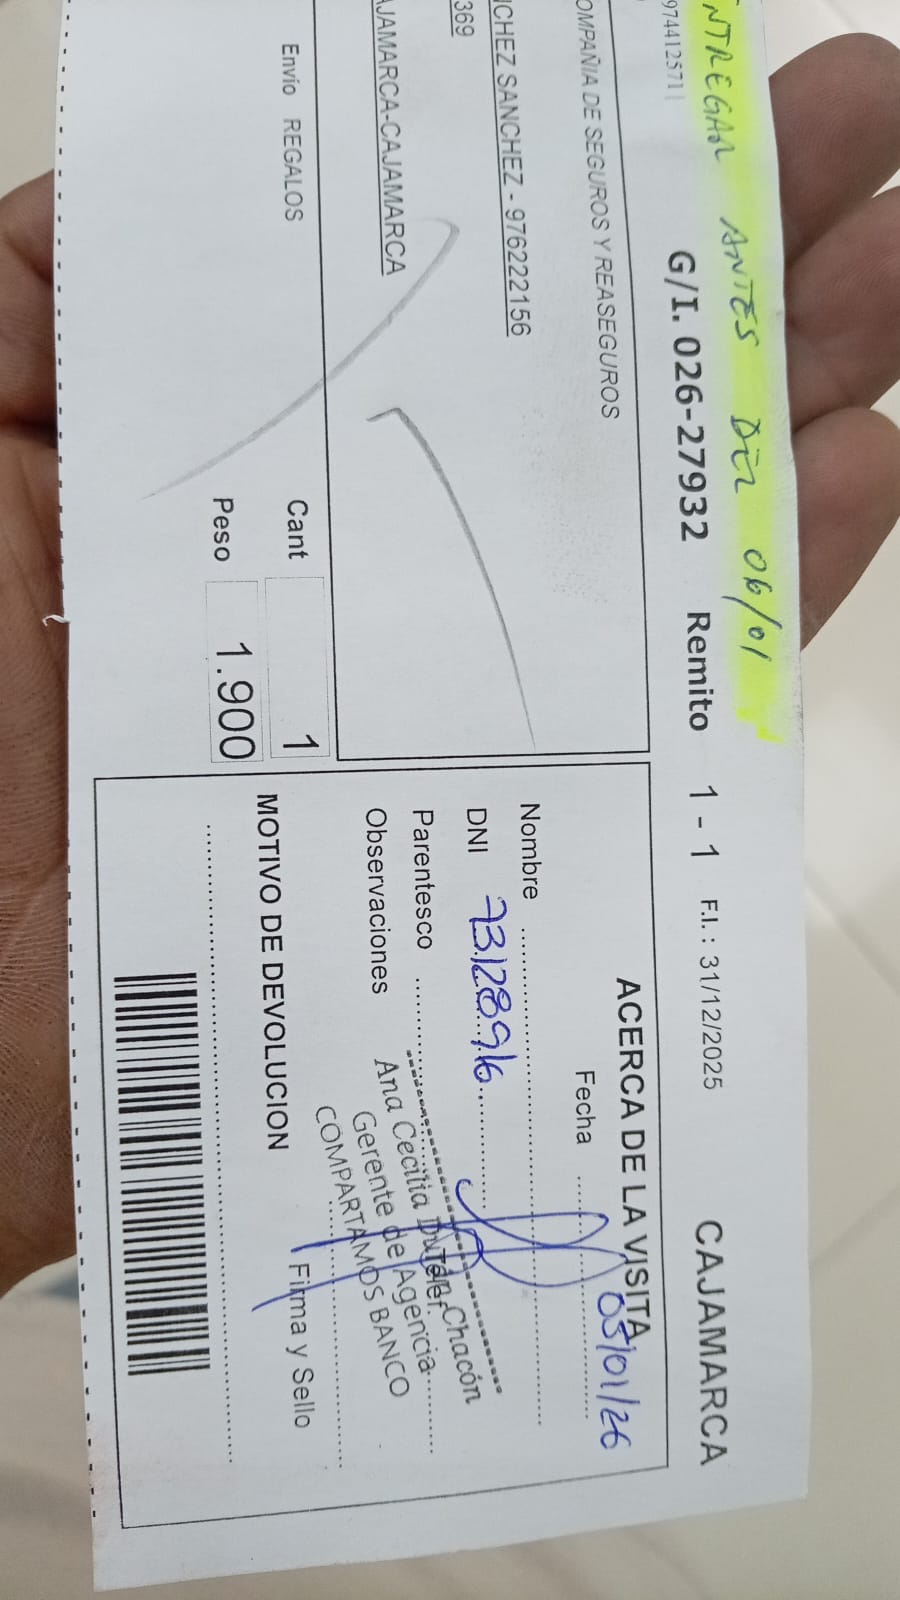 ENTREGAR ANTES DEL 06/01
974412571
G/I. 026-27932 Remito 1 - 1 F.I. : 31/12/2025 CAJAMARCA
OMPAÑIA DE SEGUROS Y REASEGUROS
CHEZ SANCHEZ - 976222156
369
AJAMARCA-CAJAMARCA
Envío REGALOS
Cant 1
Peso 1.900
ACERCA DE LA VISITA
Fecha 03/01/26
Nombre
DNI 73128916
Parentesco
Telef.
Observaciones
Ana Cecilia Chacón
Gerente de Agencia
COMPARTAMOS BANCO
Firma y Sello
MOTIVO DE DEVOLUCION